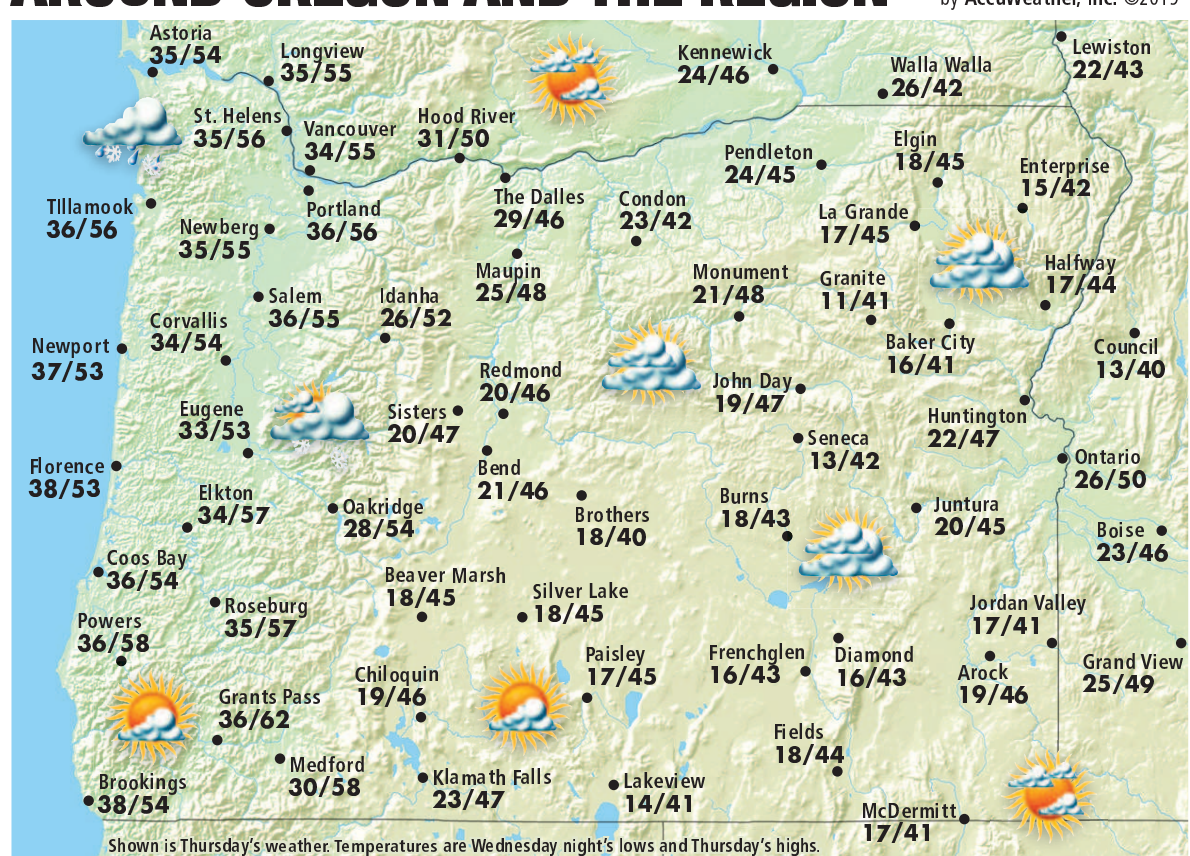 AROUND OREGON AND THE REGION
by AccuWeather, Inc. ©2019
Astoria
35/54
Longview
35/55
Kennewick
24/46
Walla Walla
26/42
Lewiston
22/43
St. Helens
35/56
Vancouver
34/55
Hood River
31/50
Pendleton
24/45
Elgin
18/45
Enterprise
15/42
TIllamook
36/56
Newberg
35/55
Portland
36/56
The Dalles
29/46
Condon
23/42
La Grande
17/45
Maupin
25/48
Monument
21/48
Granite
11/41
Halfway
17/44
Salem
36/55
Idanha
26/52
Corvallis
34/54
Newport
37/53
Baker City
16/41
Council
13/40
Redmond
20/46
John Day
19/47
Eugene
33/53
Sisters
20/47
Huntington
22/47
Seneca
13/42
Florence
38/53
Bend
21/46
Ontario
26/50
Elkton
34/57
Oakridge
28/54
Brothers
18/40
Burns
18/43
Juntura
20/45
Boise
23/46
Coos Bay
36/54
Beaver Marsh
18/45
Silver Lake
18/45
Roseburg
35/57
Powers
36/58
Jordan Valley
17/41
Chiloquin
19/46
Paisley
17/45
Frenchglen
16/43
Diamond
16/43
Arock
19/46
Grand View
25/49
Grants Pass
36/62
Fields
18/44
Medford
30/58
Brookings
38/54
Klamath Falls
23/47
Lakeview
14/41
McDermitt
17/41
Shown is Thursday's weather. Temperatures are Wednesday night's lows and Thursday's highs.